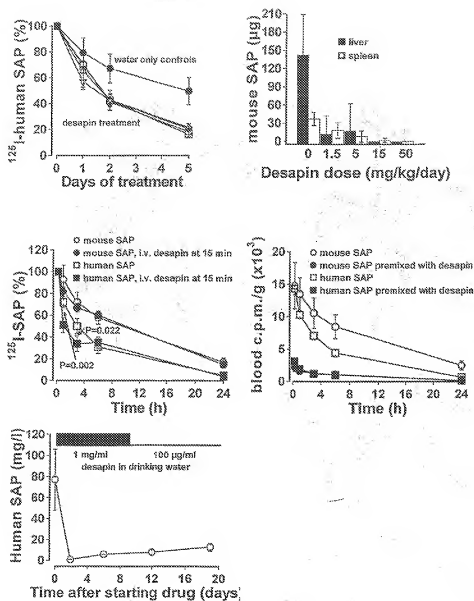 ¹²⁵I-human SAP (%)
100
80
60
40
20
0
water only controls
desapin treatment
0 1 2 3 4 5
Days of treatment
mouse SAP (µg)
250
210
170
130
90
60
30
0
liver
spleen
0 1.5 5 15 50
Desapin dose (mg/kg/day)
mouse SAP
mouse SAP, i.v. desapin at 15 min
human SAP
human SAP, i.v. desapin at 15 min
¹²⁵I-SAP (%)
120
100
80
60
40
20
0
P=0.022
P=0.002
0 4 8 12 16 20 24
Time (h)
mouse SAP
mouse SAP premixed with desapin
human SAP
human SAP premixed with desapin
blood c.p.m./g (x10³)
20
15
10
5
0
0 4 8 12 16 20 24
Time (h)
Human SAP (mg/l)
120
100
80
60
40
20
0
1 mg/ml 100 µg/ml
desapin in drinking water
0 4 8 12 16 20
Time after starting drug (days)